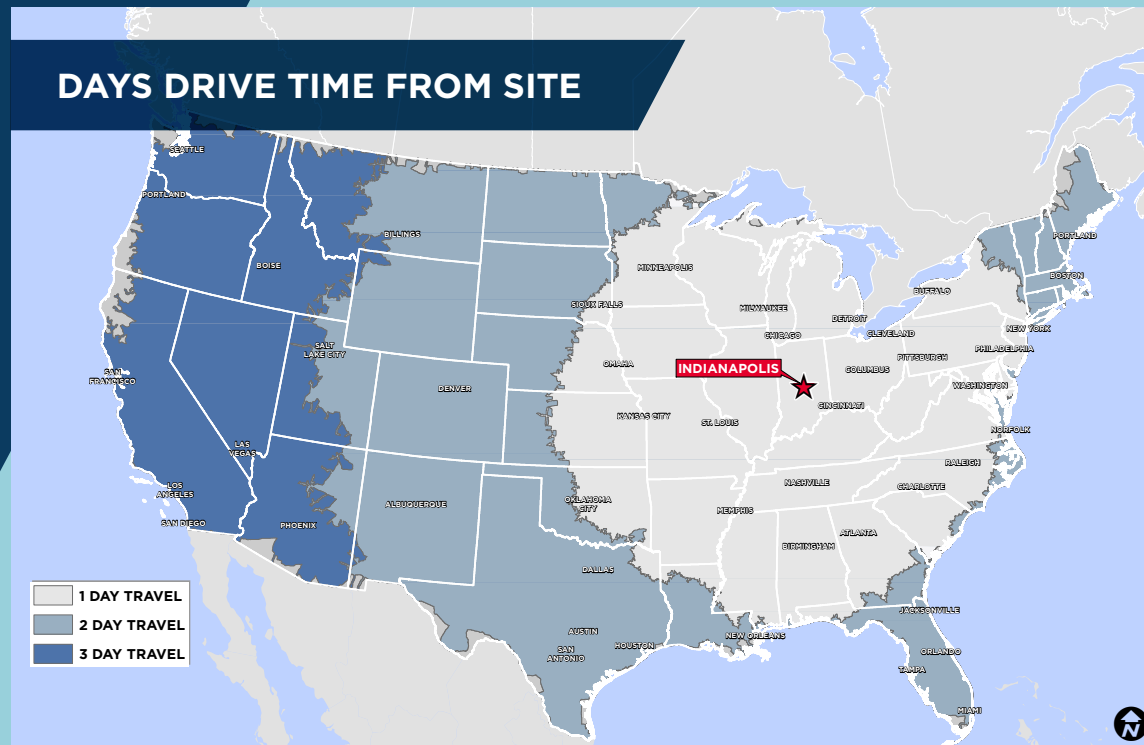 DAYS DRIVE TIME FROM SITE
SEATTLE
PORTLAND
BILLINGS
BOISE
MINNEAPOLIS
SIOUX FALLS
MILWAUKEE
CHICAGO
DETROIT
BUFFALO
CLEVELAND
PORTLAND
BOSTON
NEW YORK
PHILADELPHIA
PITTSBURGH
WASHINGTON
COLUMBUS
INDIANAPOLIS
CINCINNATI
NORFOLK
RALEIGH
OMAHA
KANSAS CITY
ST. LOUIS
SALT
LAKE CITY
DENVER
SAN
FRANCISCO
LAS
VEGAS
LOS
ANGELES
SAN DIEGO
PHOENIX
ALBUQUERQUE
OKLAHOMA
CITY
NASHVILLE
CHARLOTTE
MEMPHIS
ATLANTA
BIRMINGHAM
DALLAS
AUSTIN
SAN
ANTONIO
HOUSTON
NEW ORLEANS
JACKSONVILLE
ORLANDO
TAMPA
MIAMI
1 DAY TRAVEL
2 DAY TRAVEL
3 DAY TRAVEL
N